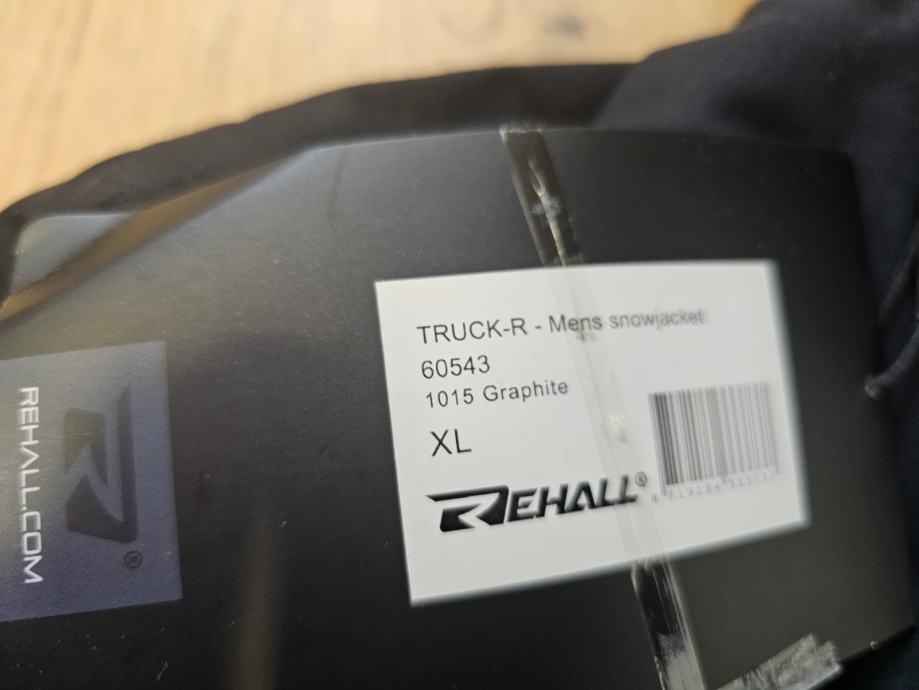 TRUCK-R - Mens snowjacket
60543
1015 Graphite
XL
REHALL®
REHALL.COM
®